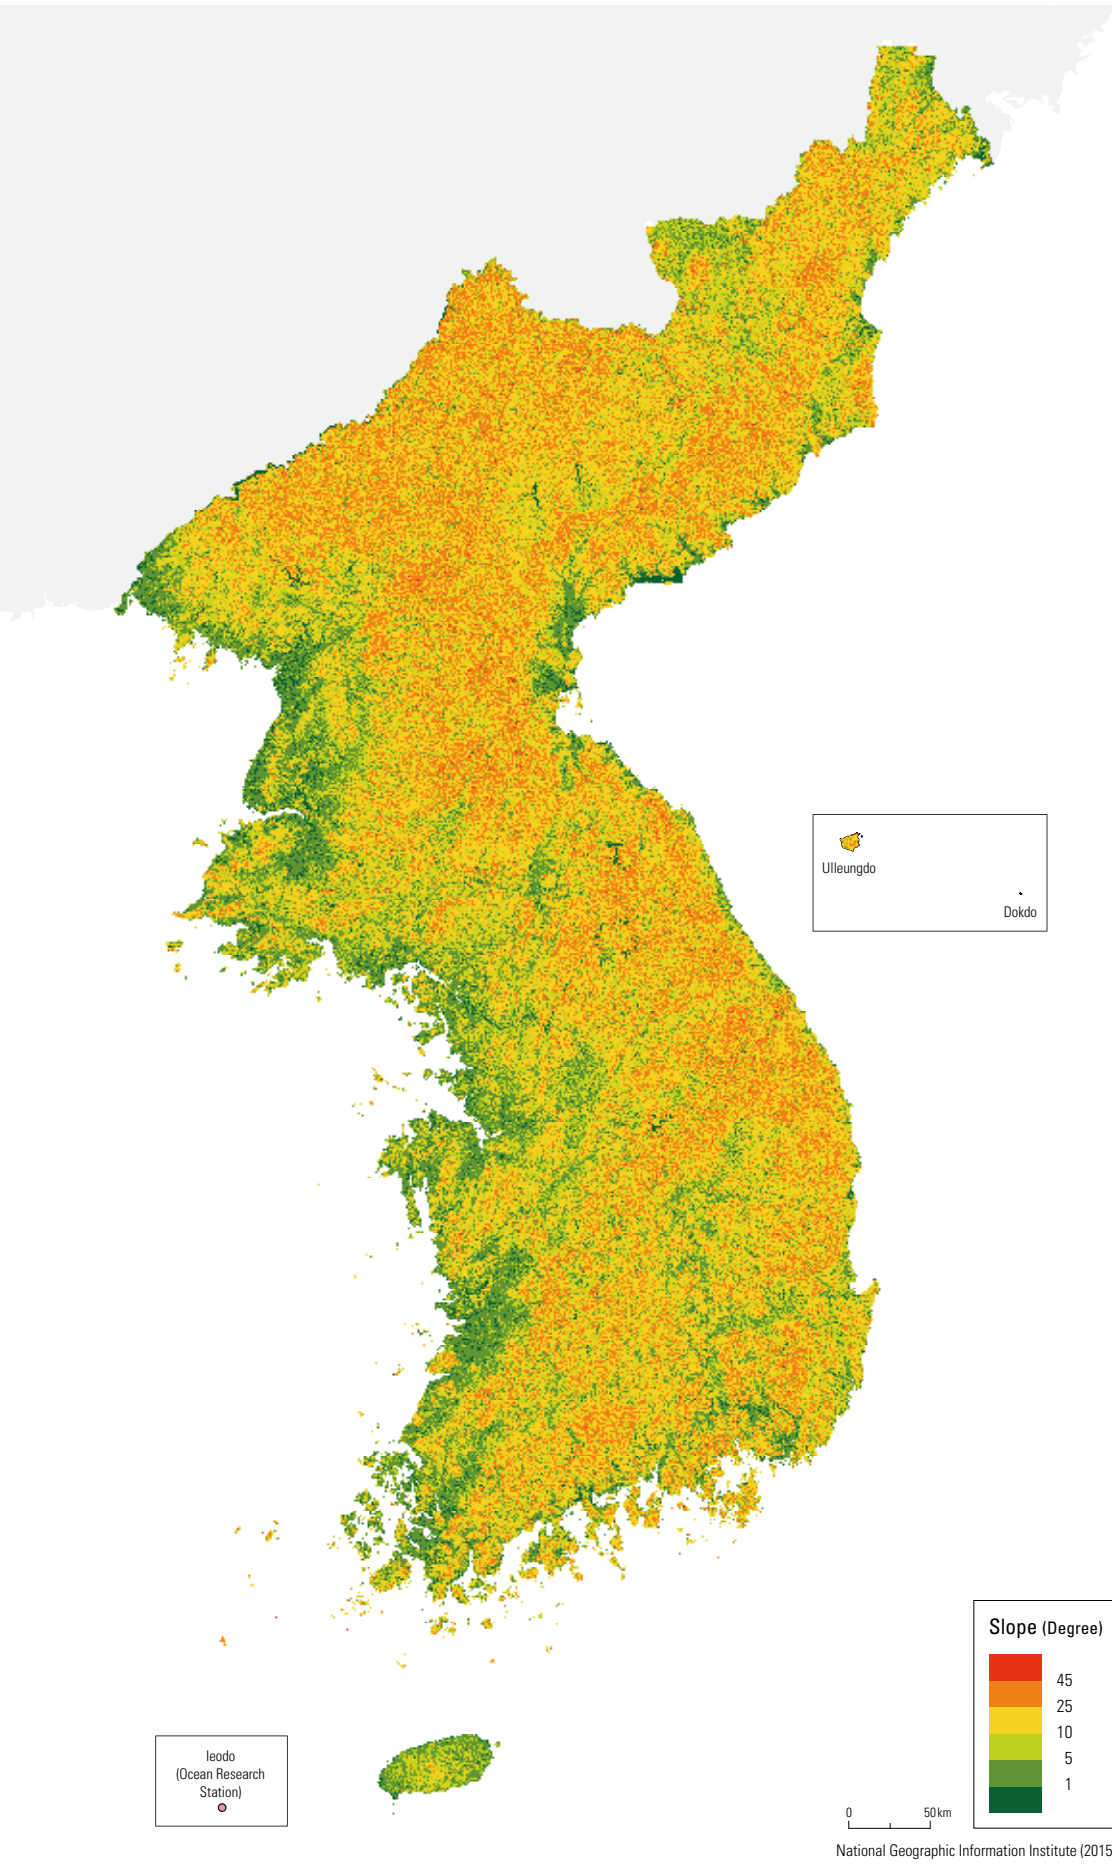 Ulleungdo
Dokdo
Slope (Degree)
45
25
10
5
1
Ieodo
(Ocean Research
Station)
0 50 km
National Geographic Information Institute (2015